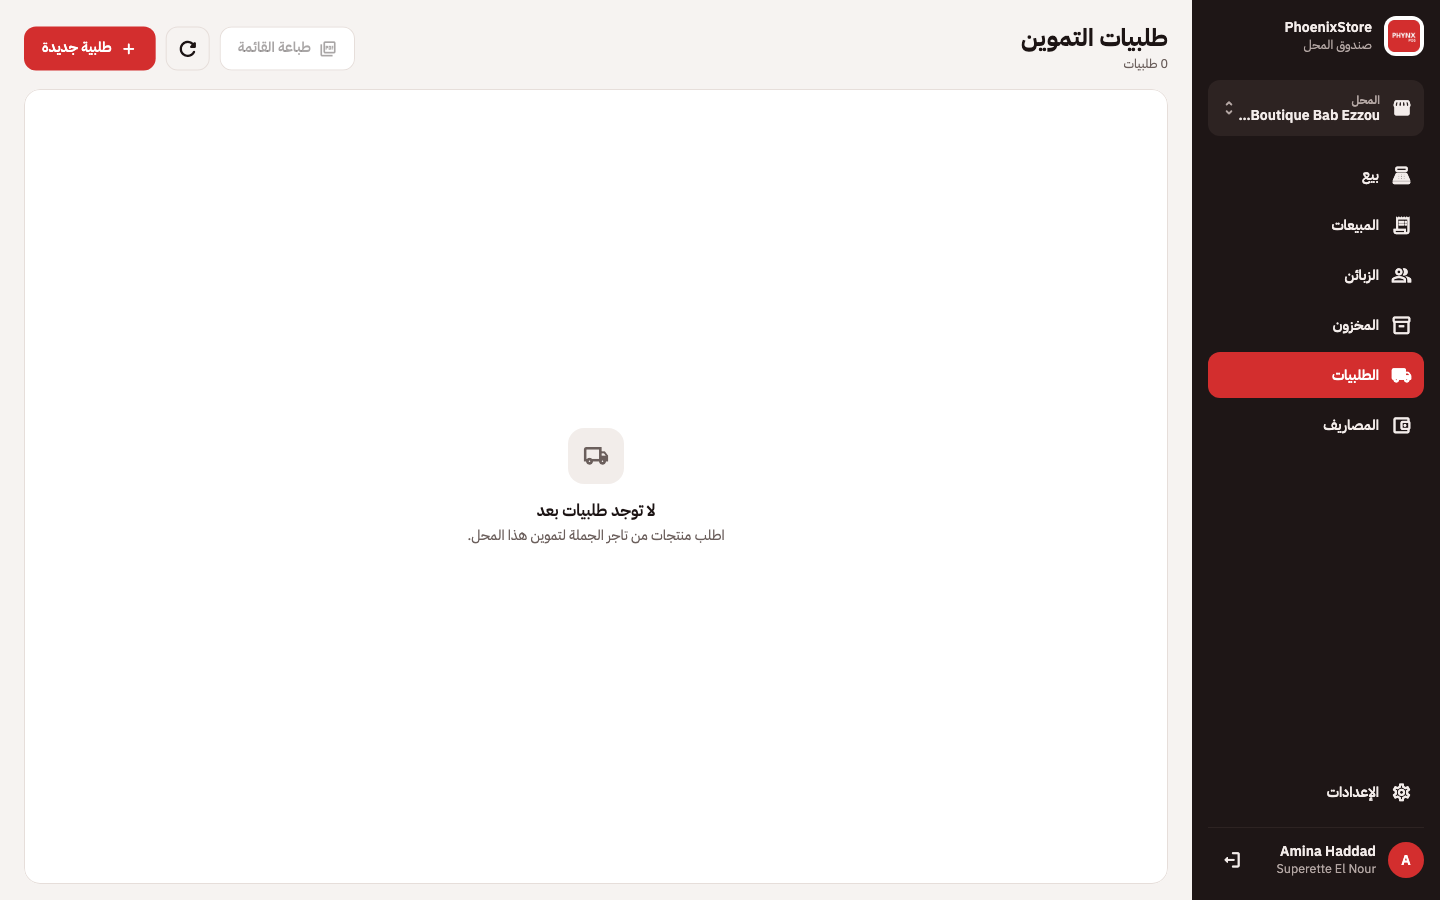 PHYNX
POS
PhoenixStore
صندوق المحل
المحل
Boutique Bab Ezzou...
بيع
المبيعات
الزبائن
المخزون
الطلبيات
المصاريف
الإعدادات
A
Amina Haddad
Superette El Nour
طلبيات التموين
0 طلبيات
طباعة القائمة
طلبية جديدة
لا توجد طلبيات بعد
اطلب منتجات من تاجر الجملة لتموين هذا المحل.